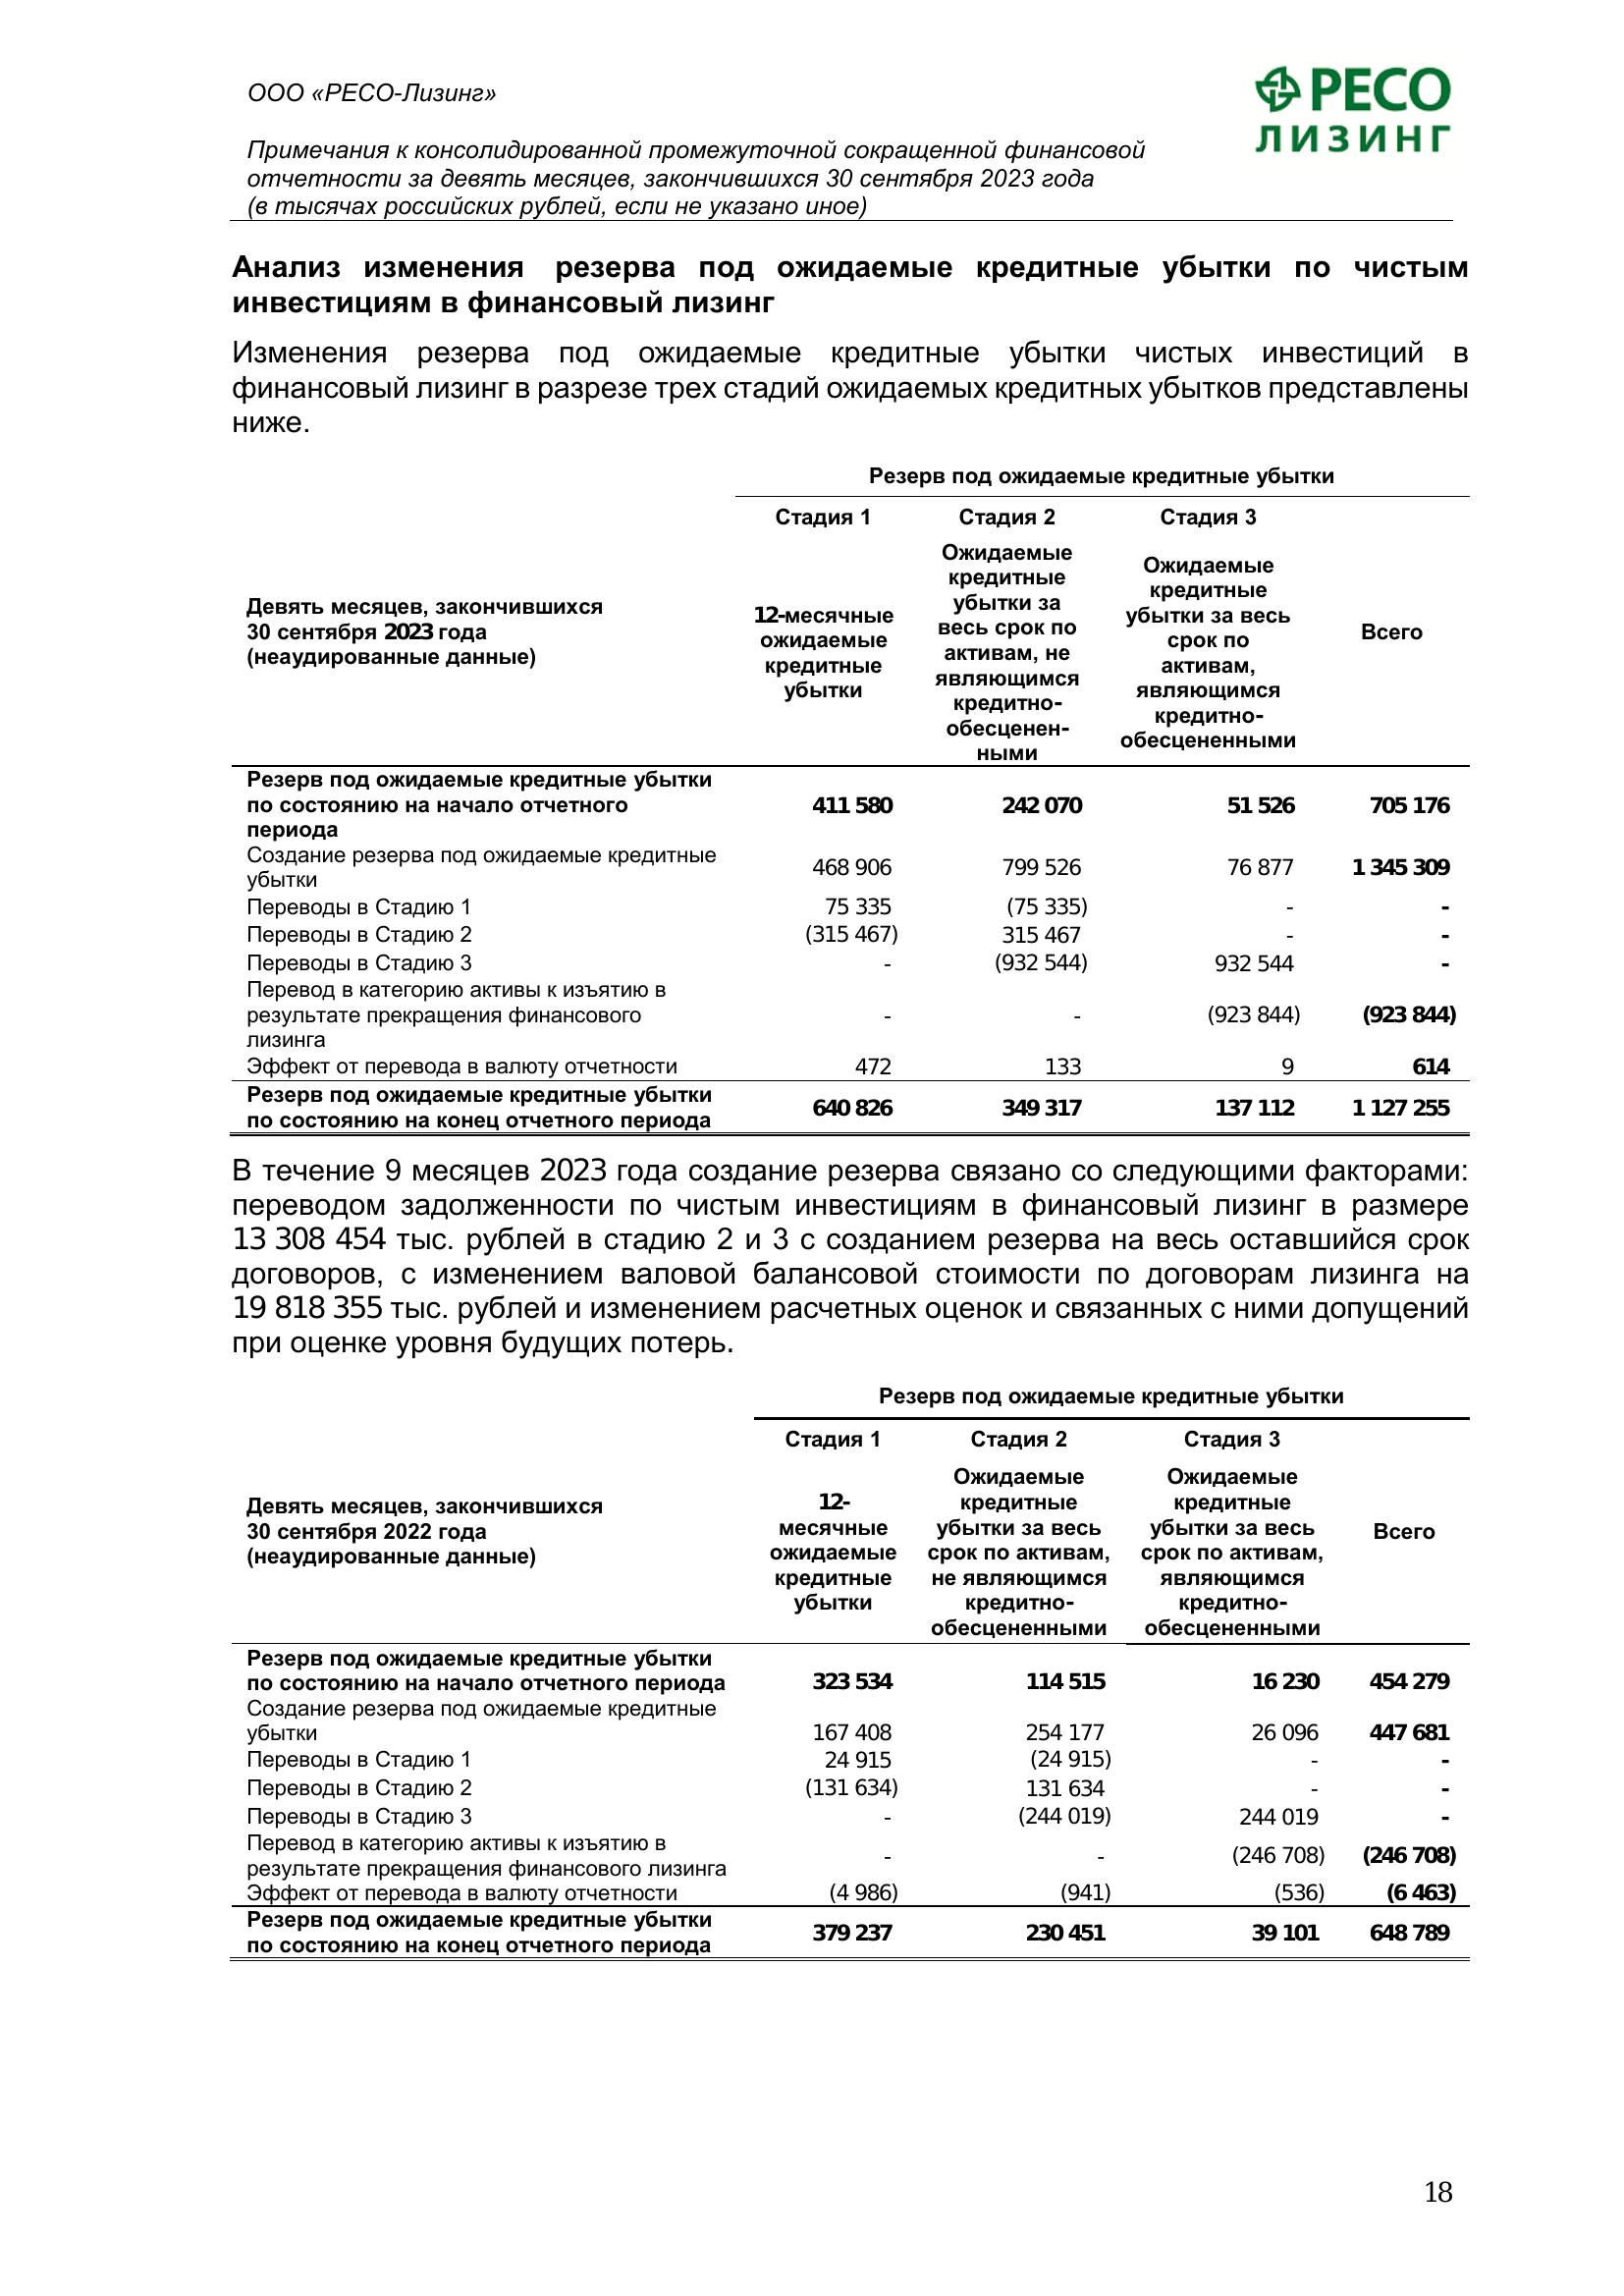 ООО «РЕСО-Лизинг»
РЕСО
ЛИЗИНГ
Примечания к консолидированной промежуточной сокращенной финансовой
отчетности за девять месяцев, закончившихся 30 сентября 2023 года
(в тысячах российских рублей, если не указано иное)
Анализ изменения резерва под ожидаемые кредитные убытки по чистым
инвестициям в финансовый лизинг
Изменения резерва под ожидаемые кредитные убытки чистых инвестиций в
финансовый лизинг в разрезе трех стадий ожидаемых кредитных убытков представлены
ниже.
Резерв под ожидаемые кредитные убытки
Стадия 1 Стадия 2 Стадия 3
Девять месяцев, закончившихся
30 сентября 2023 года
(неаудированные данные)
12-месячные
ожидаемые
кредитные
убытки
Ожидаемые
кредитные
убытки за
весь срок по
активам, не
являющимся
кредитно-
обесценен-
ными
Ожидаемые
кредитные
убытки за весь
срок по
активам,
являющимся
кредитно-
обесцененными
Всего
Резерв под ожидаемые кредитные убытки
по состоянию на начало отчетного
периода
411 580 242 070 51 526 705 176
Создание резерва под ожидаемые кредитные
убытки
468 906 799 526 76 877 1 345 309
Переводы в Стадию 1 75 335 (75 335) - -
Переводы в Стадию 2 (315 467) 315 467 - -
Переводы в Стадию 3 - (932 544) 932 544 -
Перевод в категорию активы к изъятию в
результате прекращения финансового
лизинга
- - (923 844) (923 844)
Эффект от перевода в валюту отчетности 472 133 9 614
Резерв под ожидаемые кредитные убытки
по состоянию на конец отчетного периода
640 826 349 317 137 112 1 127 255
В течение 9 месяцев 2023 года создание резерва связано со следующими факторами:
переводом задолженности по чистым инвестициям в финансовый лизинг в размере
13 308 454 тыс. рублей в стадию 2 и 3 с созданием резерва на весь оставшийся срок
договоров, с изменением валовой балансовой стоимости по договорам лизинга на
19 818 355 тыс. рублей и изменением расчетных оценок и связанных с ними допущений
при оценке уровня будущих потерь.
Резерв под ожидаемые кредитные убытки
Стадия 1 Стадия 2 Стадия 3
Девять месяцев, закончившихся
30 сентября 2022 года
(неаудированные данные)
12-
месячные
ожидаемые
кредитные
убытки
Ожидаемые
кредитные
убытки за весь
срок по активам,
не являющимся
кредитно-
обесцененными
Ожидаемые
кредитные
убытки за весь
срок по активам,
являющимся
кредитно-
обесцененными
Всего
Резерв под ожидаемые кредитные убытки
по состоянию на начало отчетного периода
323 534 114 515 16 230 454 279
Создание резерва под ожидаемые кредитные
убытки 167 408 254 177 26 096 447 681
Переводы в Стадию 1 24 915 (24 915) - -
Переводы в Стадию 2 (131 634) 131 634 - -
Переводы в Стадию 3 - (244 019) 244 019 -
Перевод в категорию активы к изъятию в
результате прекращения финансового лизинга
- - (246 708) (246 708)
Эффект от перевода в валюту отчетности (4 986) (941) (536) (6 463)
Резерв под ожидаемые кредитные убытки
по состоянию на конец отчетного периода
379 237 230 451 39 101 648 789
18